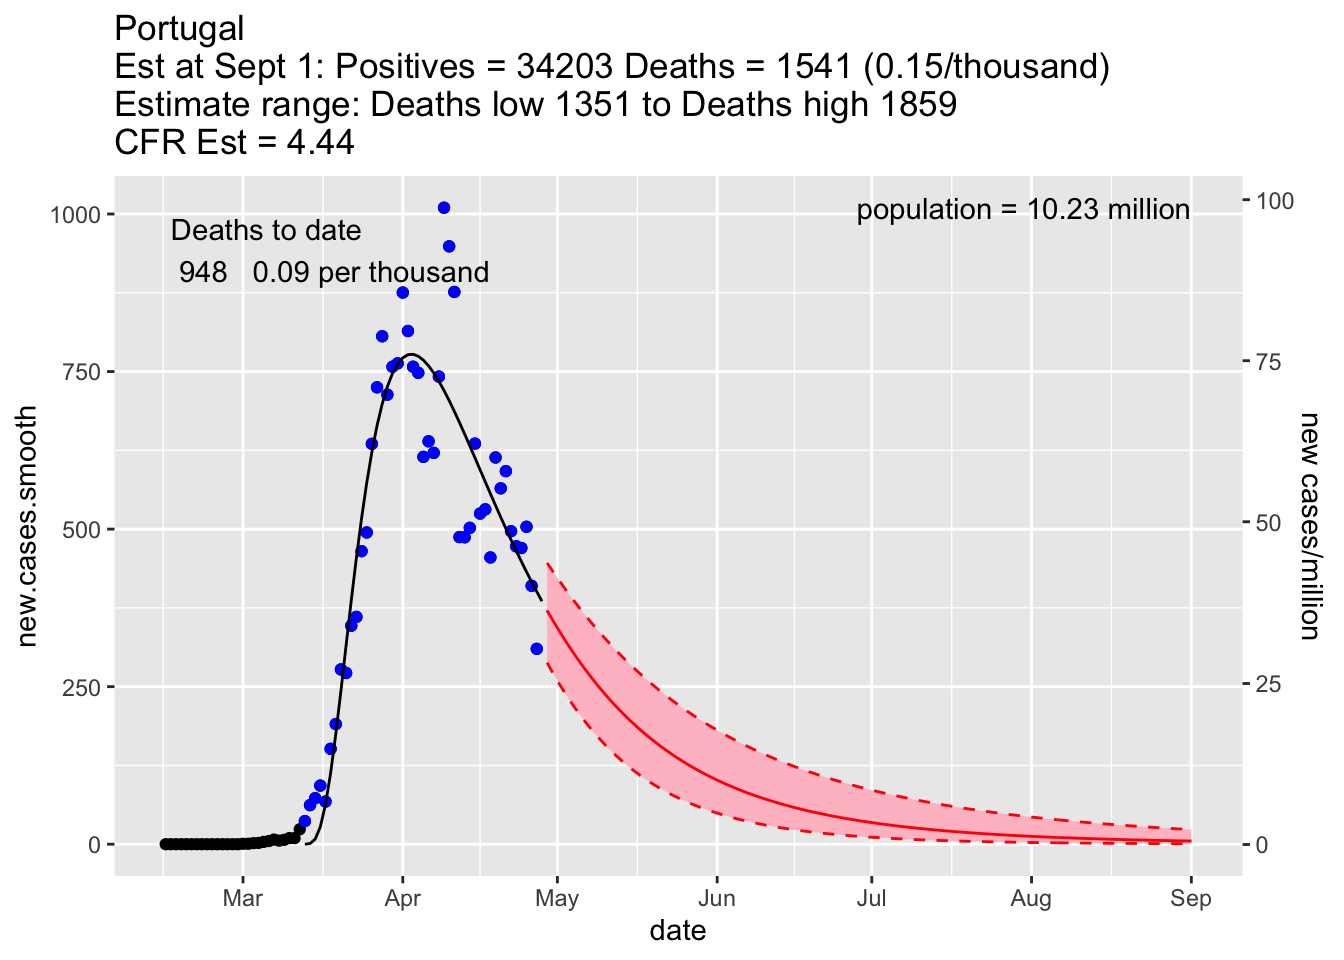 Portugal
Est at Sept 1: Positives = 34203 Deaths = 1541 (0.15/thousand)
Estimate range: Deaths low 1351 to Deaths high 1859
CFR Est = 4.44
population = 10.23 million
Deaths to date
948 0.09 per thousand
1000
750
500
250
0
new.cases.smooth
100
75
50
25
0
new cases/million
Mar Apr May Jun Jul Aug Sep
date